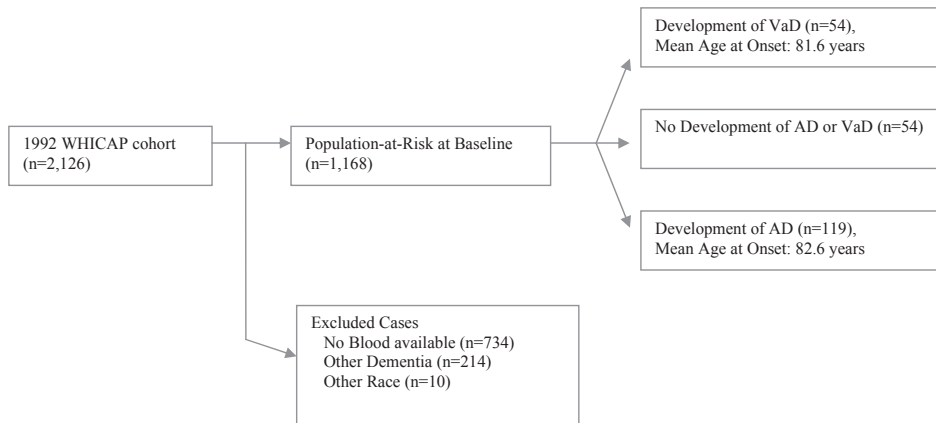 1992 WHICAP cohort
(n=2,126)
Population-at-Risk at Baseline
(n=1,168)
Development of VaD (n=54),
Mean Age at Onset: 81.6 years
No Development of AD or VaD (n=54)
Development of AD (n=119),
Mean Age at Onset: 82.6 years
Excluded Cases
No Blood available (n=734)
Other Dementia (n=214)
Other Race (n=10)